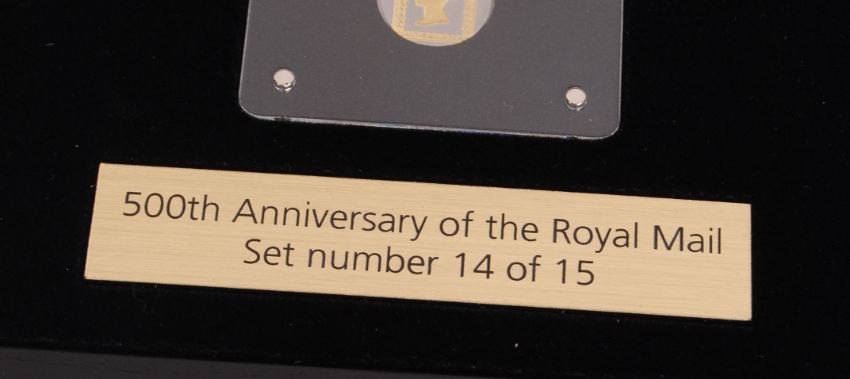 500th Anniversary of the Royal Mail
Set number 14 of 15